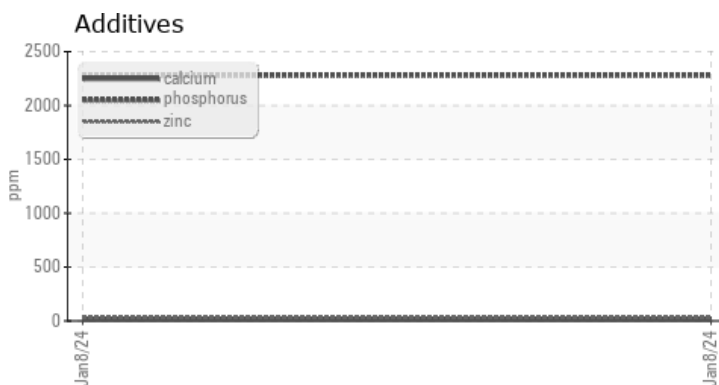 Additives
2500
2000
1500
1000
500
0
ppm
calcium
phosphorus
zinc
Jan8/24
Jan8/24